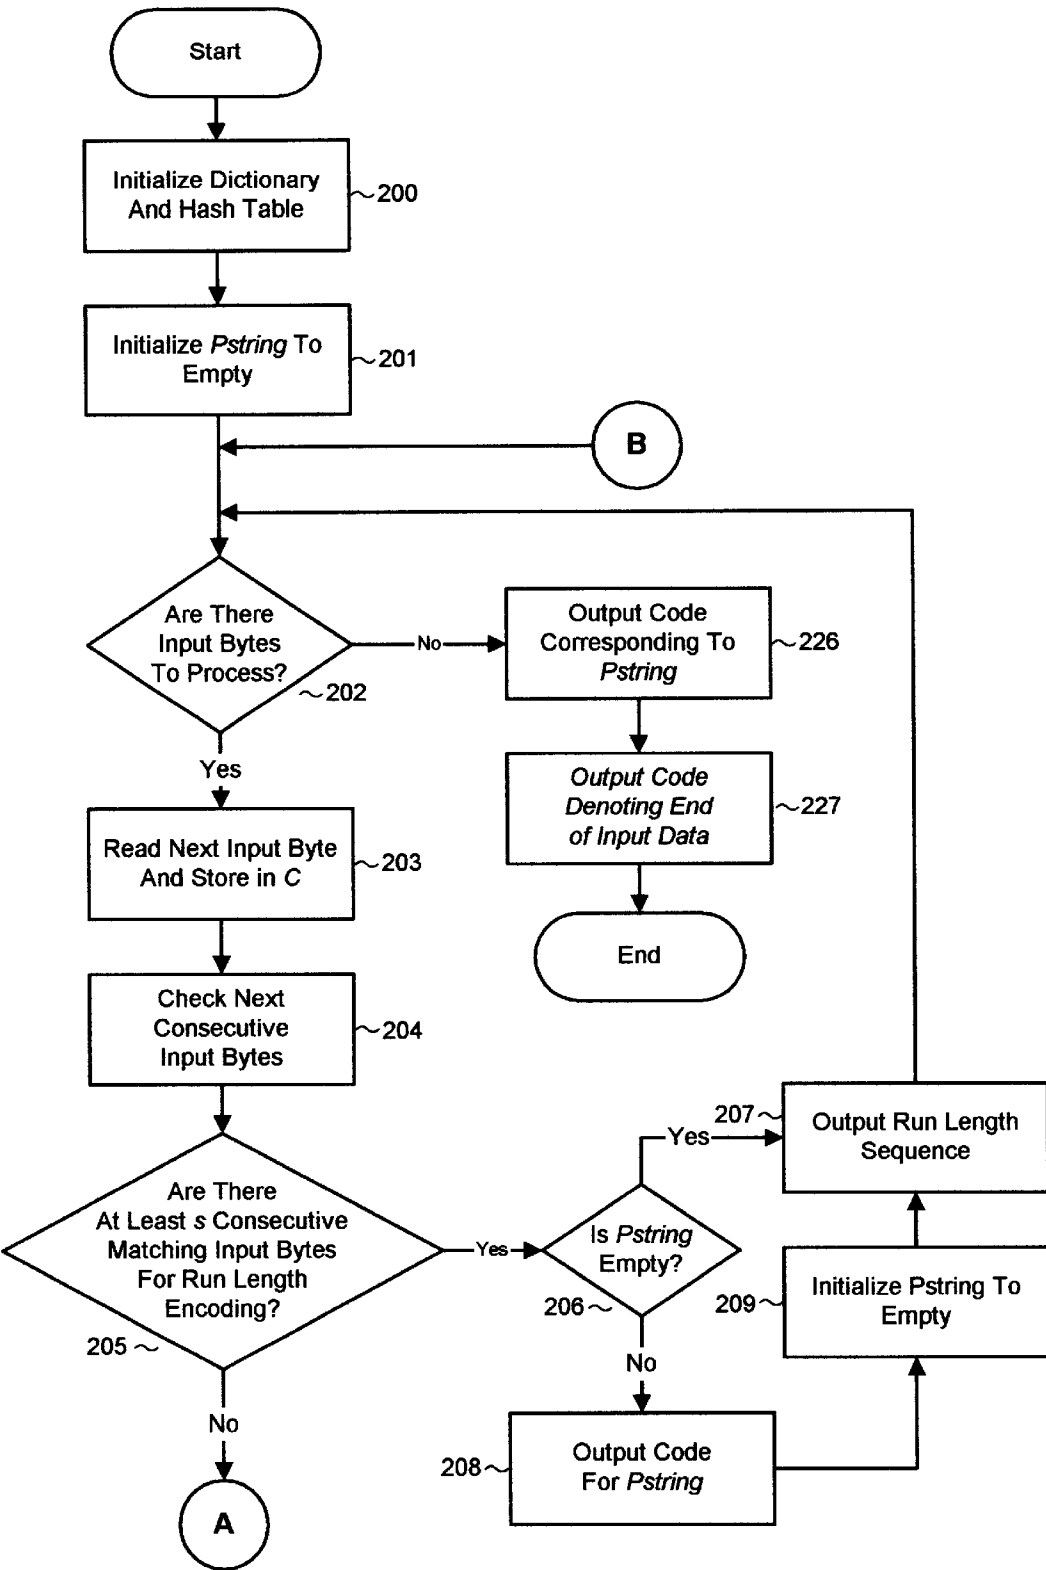 Start
Initialize Dictionary
And Hash Table
200
Initialize Pstring To
Empty
201
B
Are There
Input Bytes
To Process?
202
No
Output Code
Corresponding To
Pstring
226
Yes
Output Code
Denoting End
of Input Data
227
Read Next Input Byte
And Store in C
203
End
Check Next
Consecutive
Input Bytes
204
Are There
At Least s Consecutive
Matching Input Bytes
For Run Length
Encoding?
205
Yes
Is Pstring
Empty?
206
Yes
207
Output Run Length
Sequence
209
Initialize Pstring To
Empty
No
208
Output Code
For Pstring
No
A